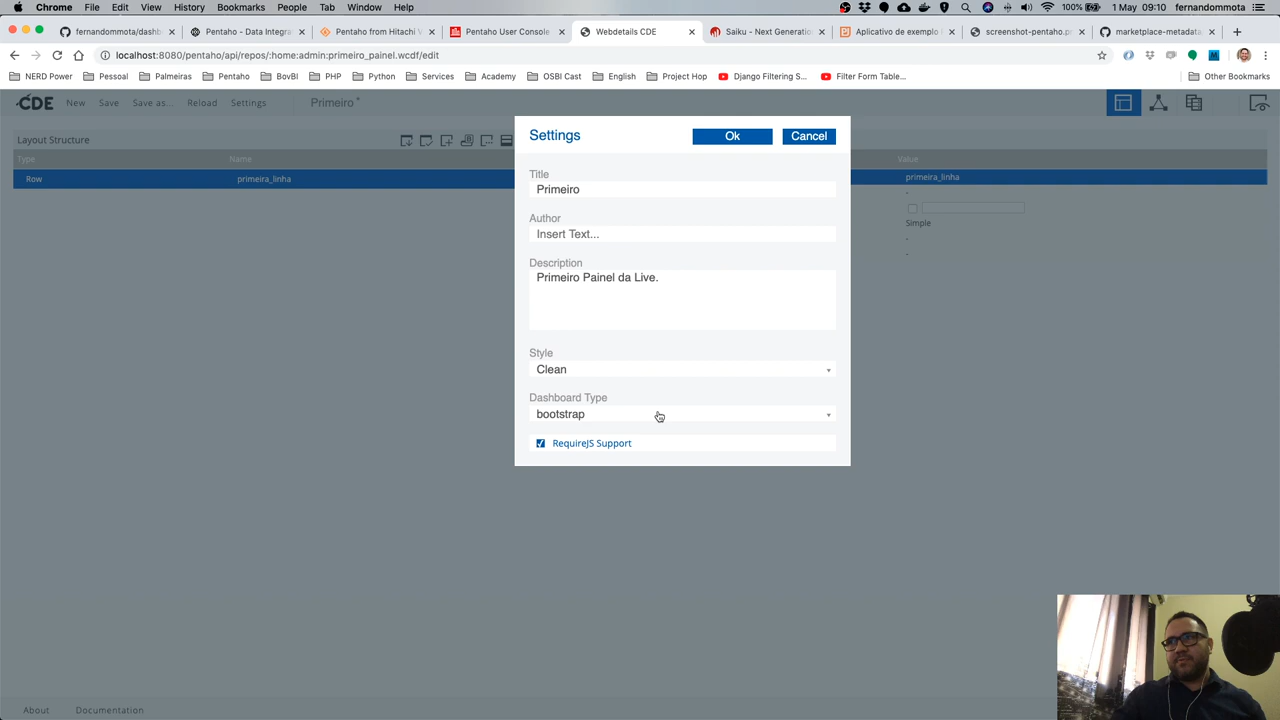 Chrome File Edit View History Bookmarks People Tab Window Help
100% 1 May 09:10 fernandommota
fernandommota/dashb
Pentaho - Data Integra
Pentaho from Hitachi V
Pentaho User Console
Webdetails CDE
Saiku - Next Generatio
Aplicativo de exemplo
screenshot-pentaho.pn
marketplace-metadata
localhost:8080/pentaho/api/repos/:home:admin:primeiro_painel.wcdf/edit
NERD Power Pessoal Palmeiras Pentaho BovBI PHP Python Services Academy OSBI Cast English Project Hop Django Filtering S... Filter Form Table... Other Bookmarks
CDE New Save Save as... Reload Settings Primeiro *
Layout Structure
Type Name Value
Row primeira_linha primeira_linha
-
Simple
-
-
Settings Ok Cancel
Title
Primeiro
Author
Insert Text...
Description
Primeiro Painel da Live.
Style
Clean
Dashboard Type
bootstrap
RequireJS Support
About Documentation